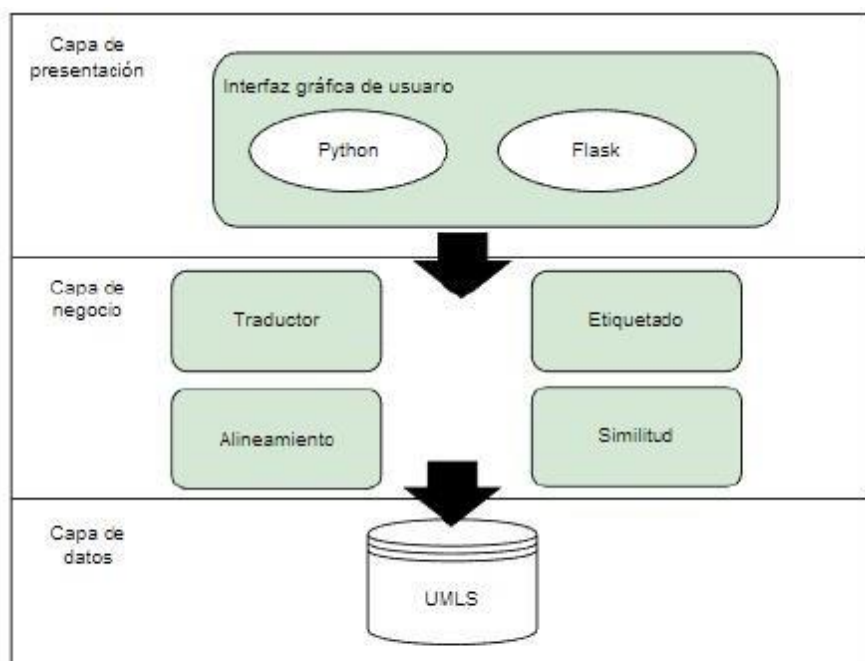 Capa de
presentación
Interfaz gráfica de usuario
Python
Flask
Capa de
negocio
Traductor
Etiquetado
Alineamiento
Similitud
Capa de
datos
UMLS